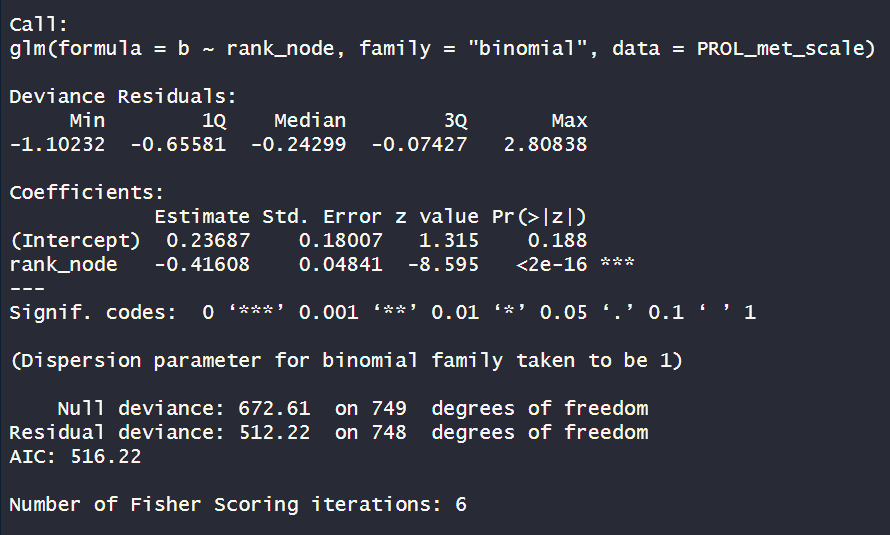 Call:
glm(formula = b ~ rank_node, family = "binomial", data = PROL_met_scale)
Deviance Residuals:
Min 1Q Median 3Q Max
-1.10232 -0.65581 -0.24299 -0.07427 2.80838
Coefficients:
Estimate Std. Error z value Pr(>|z|)
(Intercept) 0.23687 0.18007 1.315 0.188
rank_node -0.41608 0.04841 -8.595 <2e-16 ***
---
Signif. codes: 0 ‘***’ 0.001 ‘**’ 0.01 ‘*’ 0.05 ‘.’ 0.1 ‘ ’ 1
(Dispersion parameter for binomial family taken to be 1)
Null deviance: 672.61 on 749 degrees of freedom
Residual deviance: 512.22 on 748 degrees of freedom
AIC: 516.22
Number of Fisher Scoring iterations: 6